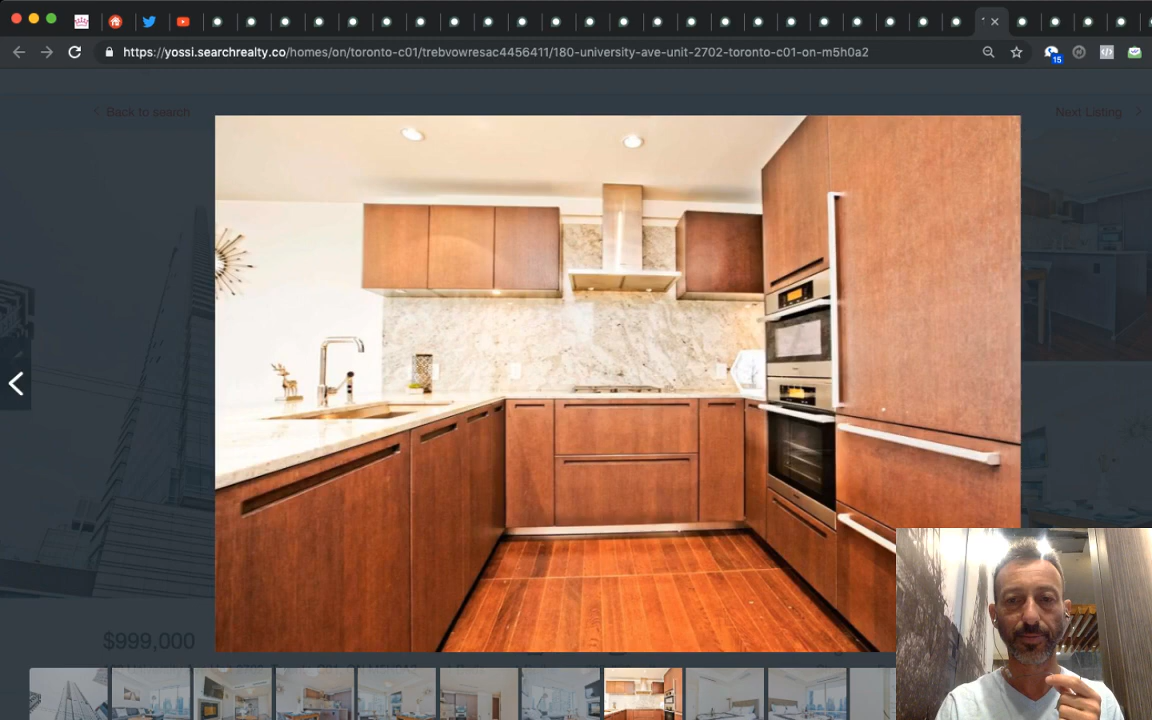 https://yossi.searchrealty.co/homes/on/toronto-c01/trebvowresac4456411/180-university-ave-unit-2702-toronto-c01-on-m5h0a2
15
Back to search
Next Listing
$999,000